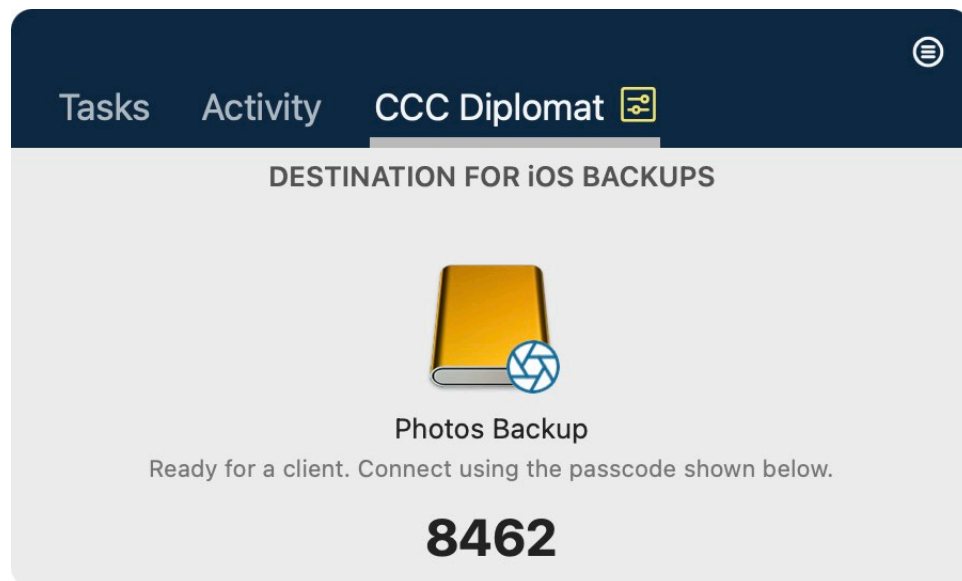 Tasks Activity CCC Diplomat
DESTINATION FOR iOS BACKUPS
Photos Backup
Ready for a client. Connect using the passcode shown below.
8462